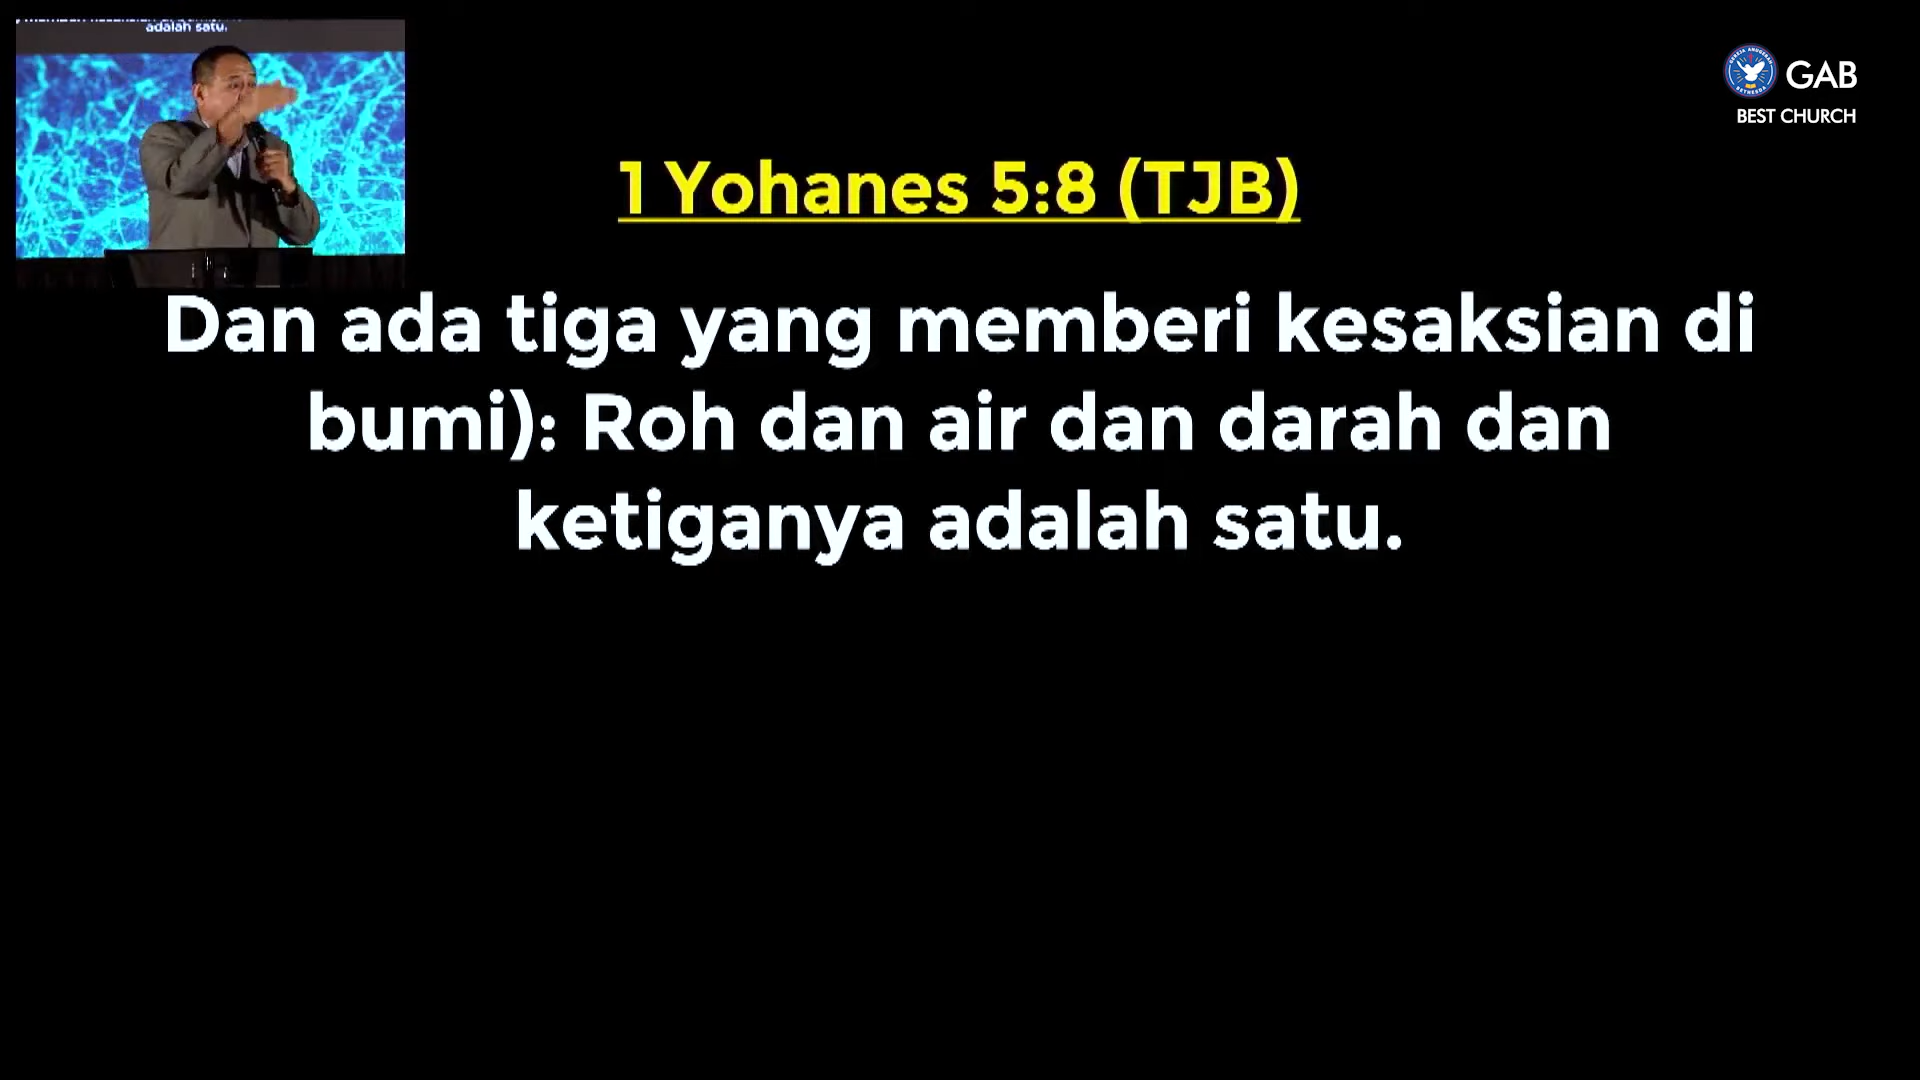 adalah satu.
GAB
BEST CHURCH
1 Yohanes 5:8 (TJB)
Dan ada tiga yang memberi kesaksian di
bumi): Roh dan air dan darah dan
ketiganya adalah satu.